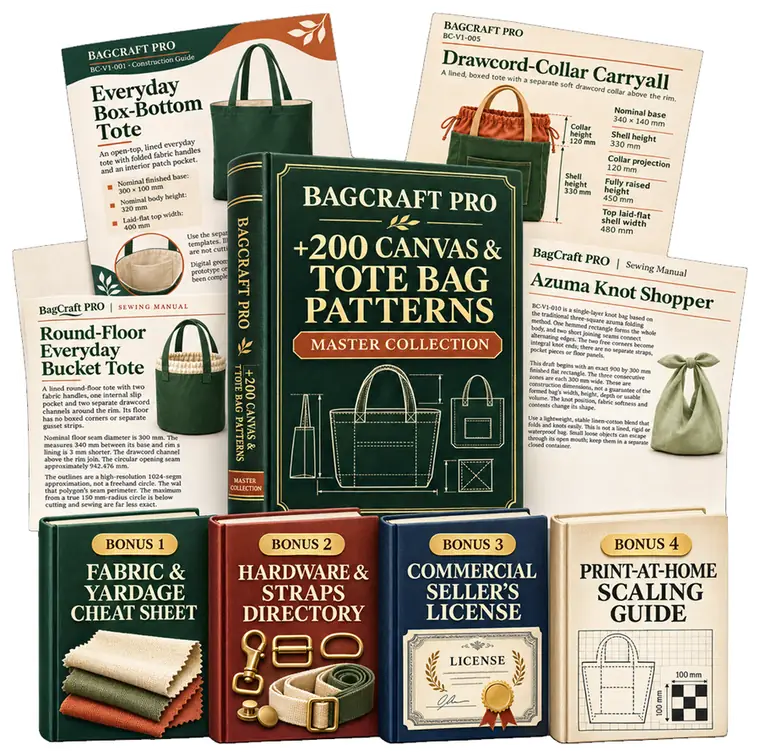 BAGCRAFT PRO
BC-V1-001 • Construction Guide
Everyday
Box-Bottom
Tote
An open-top, lined everyday
tote with folded fabric handles
and an interior patch pocket.
Nominal finished base:
300 × 100 mm
Nominal body height:
320 mm
Laid-flat top width:
400 mm
Use the separa
templates.
are not cutti
Digital geom
prototype or
been comple
BAGCRAFT PRO
BC-V1-005
Drawcord-Collar Carryall
A lined, boxed tote with a separate soft drawcord collar above the rim.
Collar
height
120 mm
Shell
height
330 mm
Nominal base
340 × 140 mm
Shell height
330 mm
Collar projection
120 mm
Fully raised
height
450 mm
Top laid-flat
shell width
480 mm
BagCraft PRO | SEWING MANUAL
Round-Floor
Everyday
Bucket Tote
A lined round-floor tote with two
fabric handles, one internal slip
pocket and two separate drawcord
channels around the rim. Its floor
has no boxed corners or separate
gusset strips.
Nominal floor seam diameter is 300 mm. The
measures 340 mm between its base and rim a
lining is 3 mm shorter. The drawcord channel
above the rim join. The circular opening seam
approximately 942.476 mm.
The outlines are a high-resolution 1024-segm
approximation, not a freehand circle. The wal
that polygon's seam perimeter. The maximum
from a true 150 mm-radius circle is below
cutting and sewing are far less exact.
BagCraft PRO | Sewing Manual
Azuma Knot Shopper
BC-V1-010 is a single-layer knot bag based on
the traditional three-square azuma folding
method. One hemmed rectangle forms the whole
body, and two short joining seams connect
alternating edges. The two free corners become
integral knot ends; there are no separate straps,
pocket pieces or floor panels.
This draft begins with an exact 900 by 300 mm
finished flat rectangle. The three consecutive
zones are each 300 mm wide. These are
construction dimensions, not a guarantee of the
formed bag's width, height, depth or usable
volume. The knot position, fabric softness and
contents change its shape.
Use a lightweight, stable linen-cotton blend that
folds and knots easily. This is not a lined, rigid or
waterproof bag. Small loose objects can escape
through its open mouth; keep them in a separate
closed container.
BAGCRAFT PRO
+200 CANVAS &
TOTE BAG
PATTERNS
MASTER
COLLECTION
BAGCRAFT PRO
+200 CANVAS &
TOTE BAG
PATTERNS
MASTER COLLECTION
BONUS 1
FABRIC &
YARDAGE
CHEAT SHEET
BONUS 2
HARDWARE &
STRAPS
DIRECTORY
BONUS 3
COMMERCIAL
SELLER'S
LICENSE
LICENSE
BONUS 4
PRINT-AT-HOME
SCALING
GUIDE
100 mm
100 mm